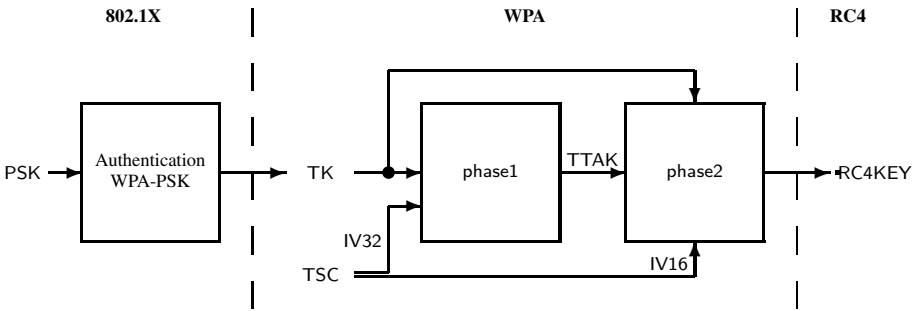 802.1X
WPA
RC4
PSK
Authentication
WPA-PSK
TK
phase1
TTAK
phase2
RC4KEY
IV32
TSC
IV16